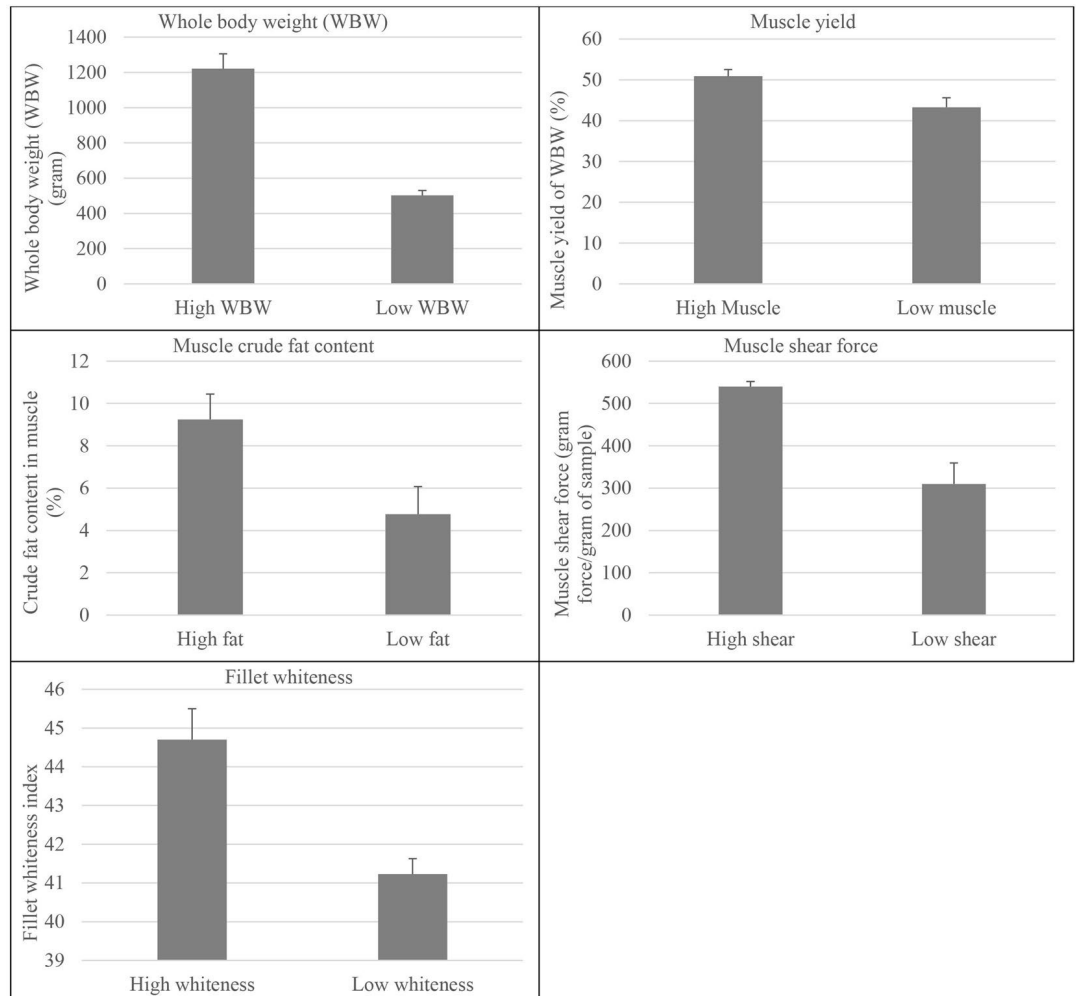 Whole body weight (WBW)
Whole body weight (WBW)
(gram)
1400
1200
1000
800
600
400
200
0
High WBW
Low WBW
Muscle yield
Muscle yield of WBW (%)
60
50
40
30
20
10
0
High Muscle
Low muscle
Muscle crude fat content
Crude fat content in muscle
(%)
12
10
8
6
4
2
0
High fat
Low fat
Muscle shear force
Muscle shear force (gram
force/gram of sample)
600
500
400
300
200
100
0
High shear
Low shear
Fillet whiteness
Fillet whiteness index
46
45
44
43
42
41
40
39
High whiteness
Low whiteness